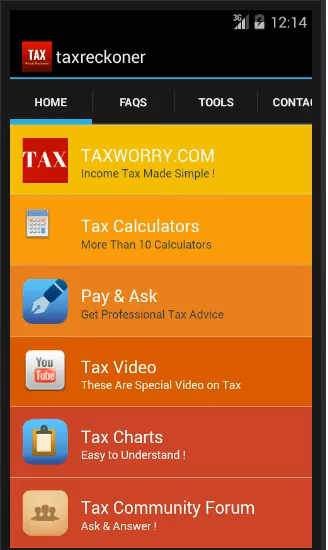 3G 12:14
TAX taxreckoner
HOME FAQS TOOLS CONTAC
TAX
TAXWORRY.COM
Income Tax Made Simple !
Tax Calculators
More Than 10 Calculators
Pay & Ask
Get Professional Tax Advice
You
Tube
Tax Video
These Are Special Video on Tax
Tax Charts
Easy to Understand !
Tax Community Forum
Ask & Answer !